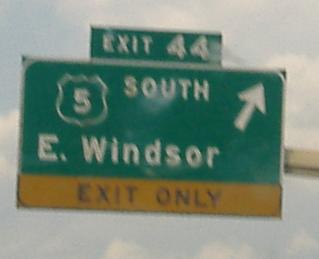 EXIT 44
5 SOUTH
E. Windsor
EXIT ONLY